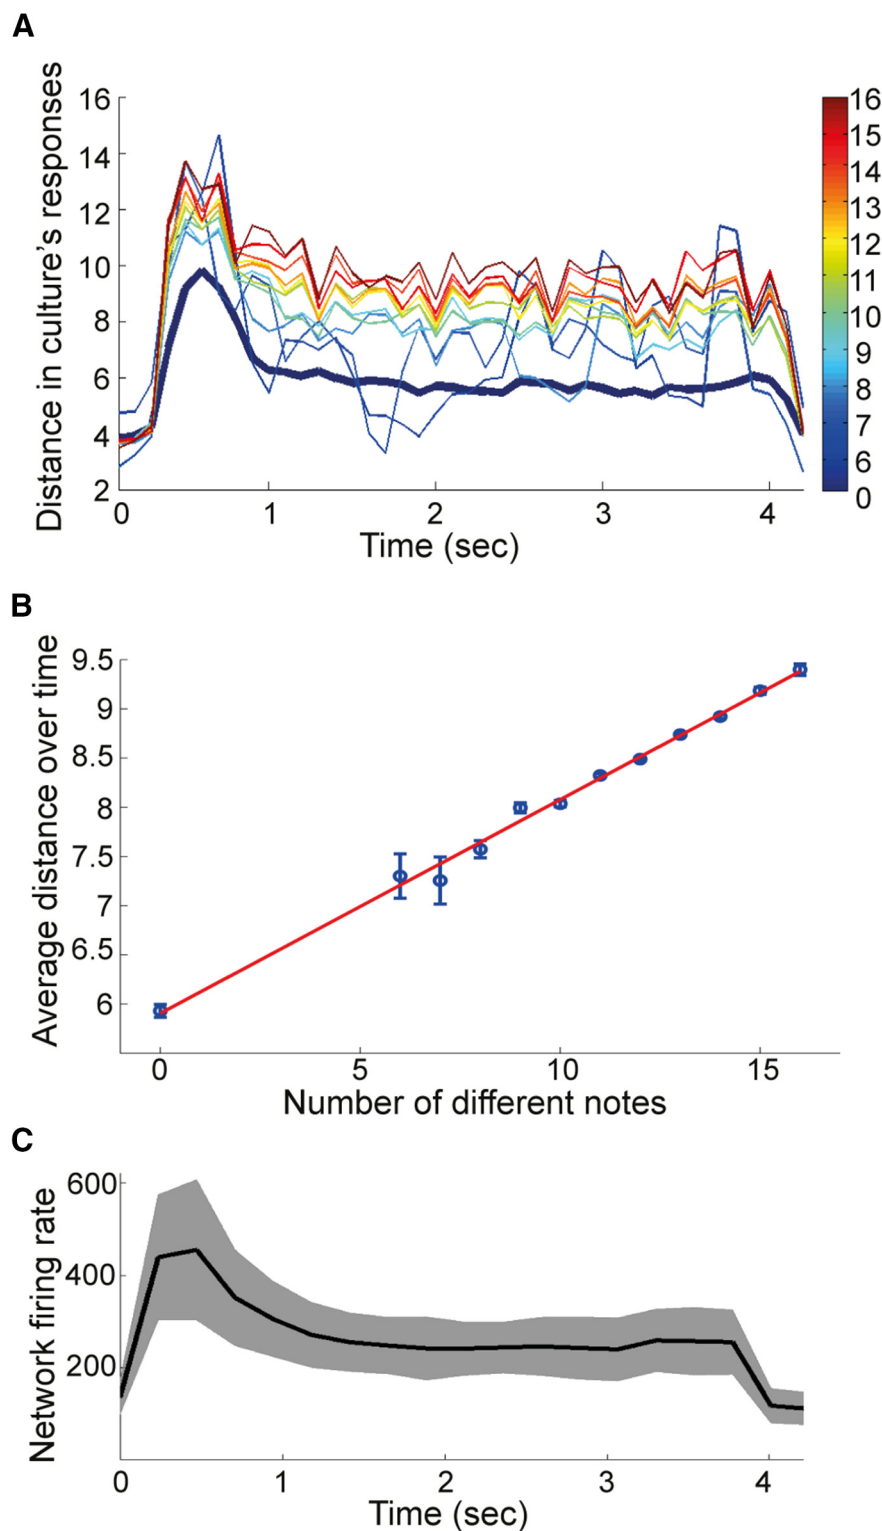 A
Distance in culture's responses
16
14
12
10
8
6
4
2
0 1 2 3 4
Time (sec)
16
15
14
13
12
11
10
9
8
7
6
0
B
Average distance over time
9.5
9
8.5
8
7.5
7
6.5
6
0 5 10 15
Number of different notes
C
Network firing rate
600
400
200
0 1 2 3 4
Time (sec)